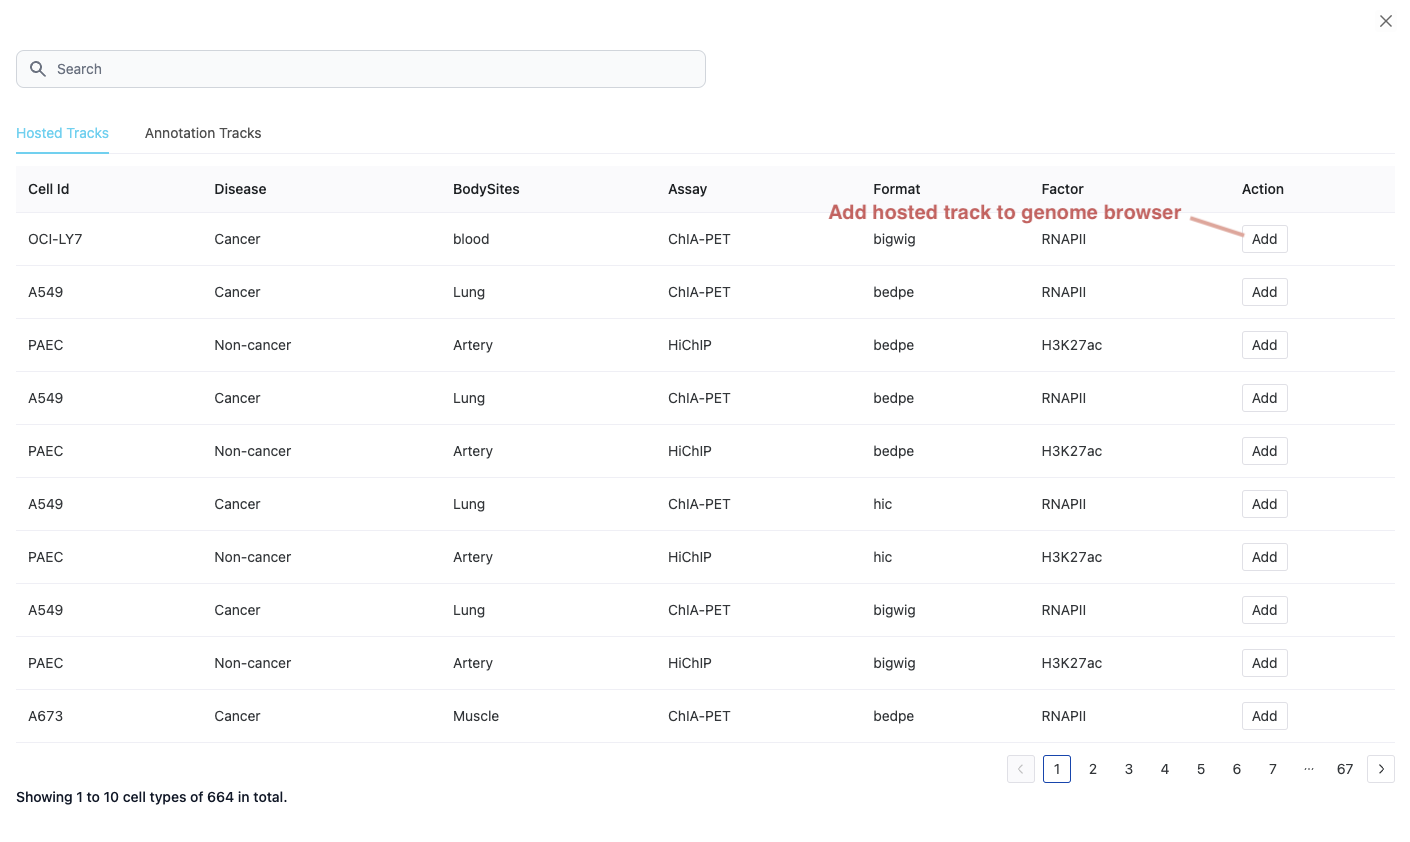 Search
Hosted Tracks Annotation Tracks
Cell Id Disease BodySites Assay Format Factor Action
Add hosted track to genome browser
OCI-LY7 Cancer blood ChIA-PET bigwig RNAPII Add
A549 Cancer Lung ChIA-PET bedpe RNAPII Add
PAEC Non-cancer Artery HiChIP bedpe H3K27ac Add
A549 Cancer Lung ChIA-PET bedpe RNAPII Add
PAEC Non-cancer Artery HiChIP bedpe H3K27ac Add
A549 Cancer Lung ChIA-PET hic RNAPII Add
PAEC Non-cancer Artery HiChIP hic H3K27ac Add
A549 Cancer Lung ChIA-PET bigwig RNAPII Add
PAEC Non-cancer Artery HiChIP bigwig H3K27ac Add
A673 Cancer Muscle ChIA-PET bedpe RNAPII Add
1 2 3 4 5 6 7 ··· 67
Showing 1 to 10 cell types of 664 in total.